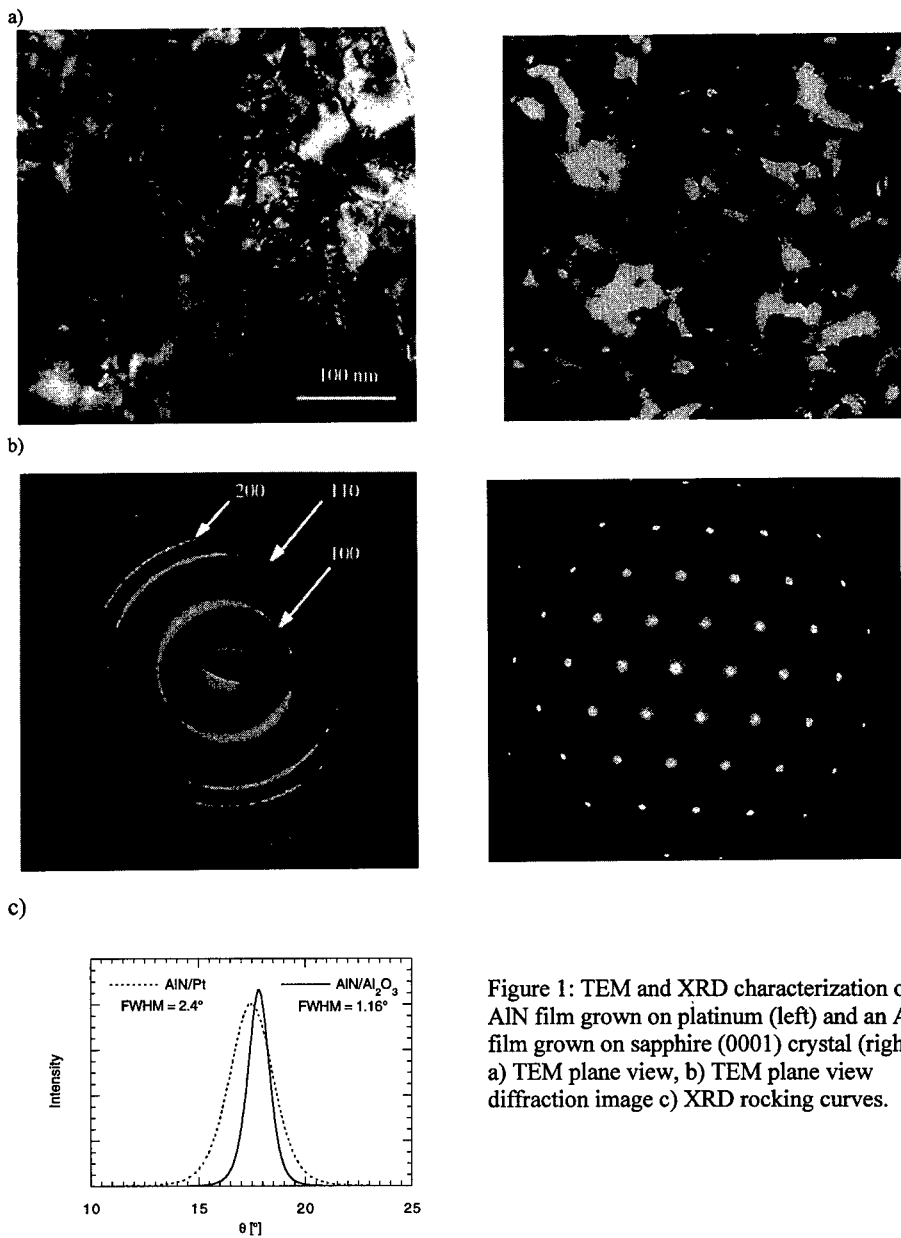 a)
100 nm
b)
200
110
100
c)
AlN/Pt
FWHM = 2.4°
AlN/Al₂O₃
FWHM = 1.16°
Intensity
10 15 20 25
θ [°]
Figure 1: TEM and XRD characterization o
AlN film grown on platinum (left) and an A
film grown on sapphire (0001) crystal (righ
a) TEM plane view, b) TEM plane view
diffraction image c) XRD rocking curves.